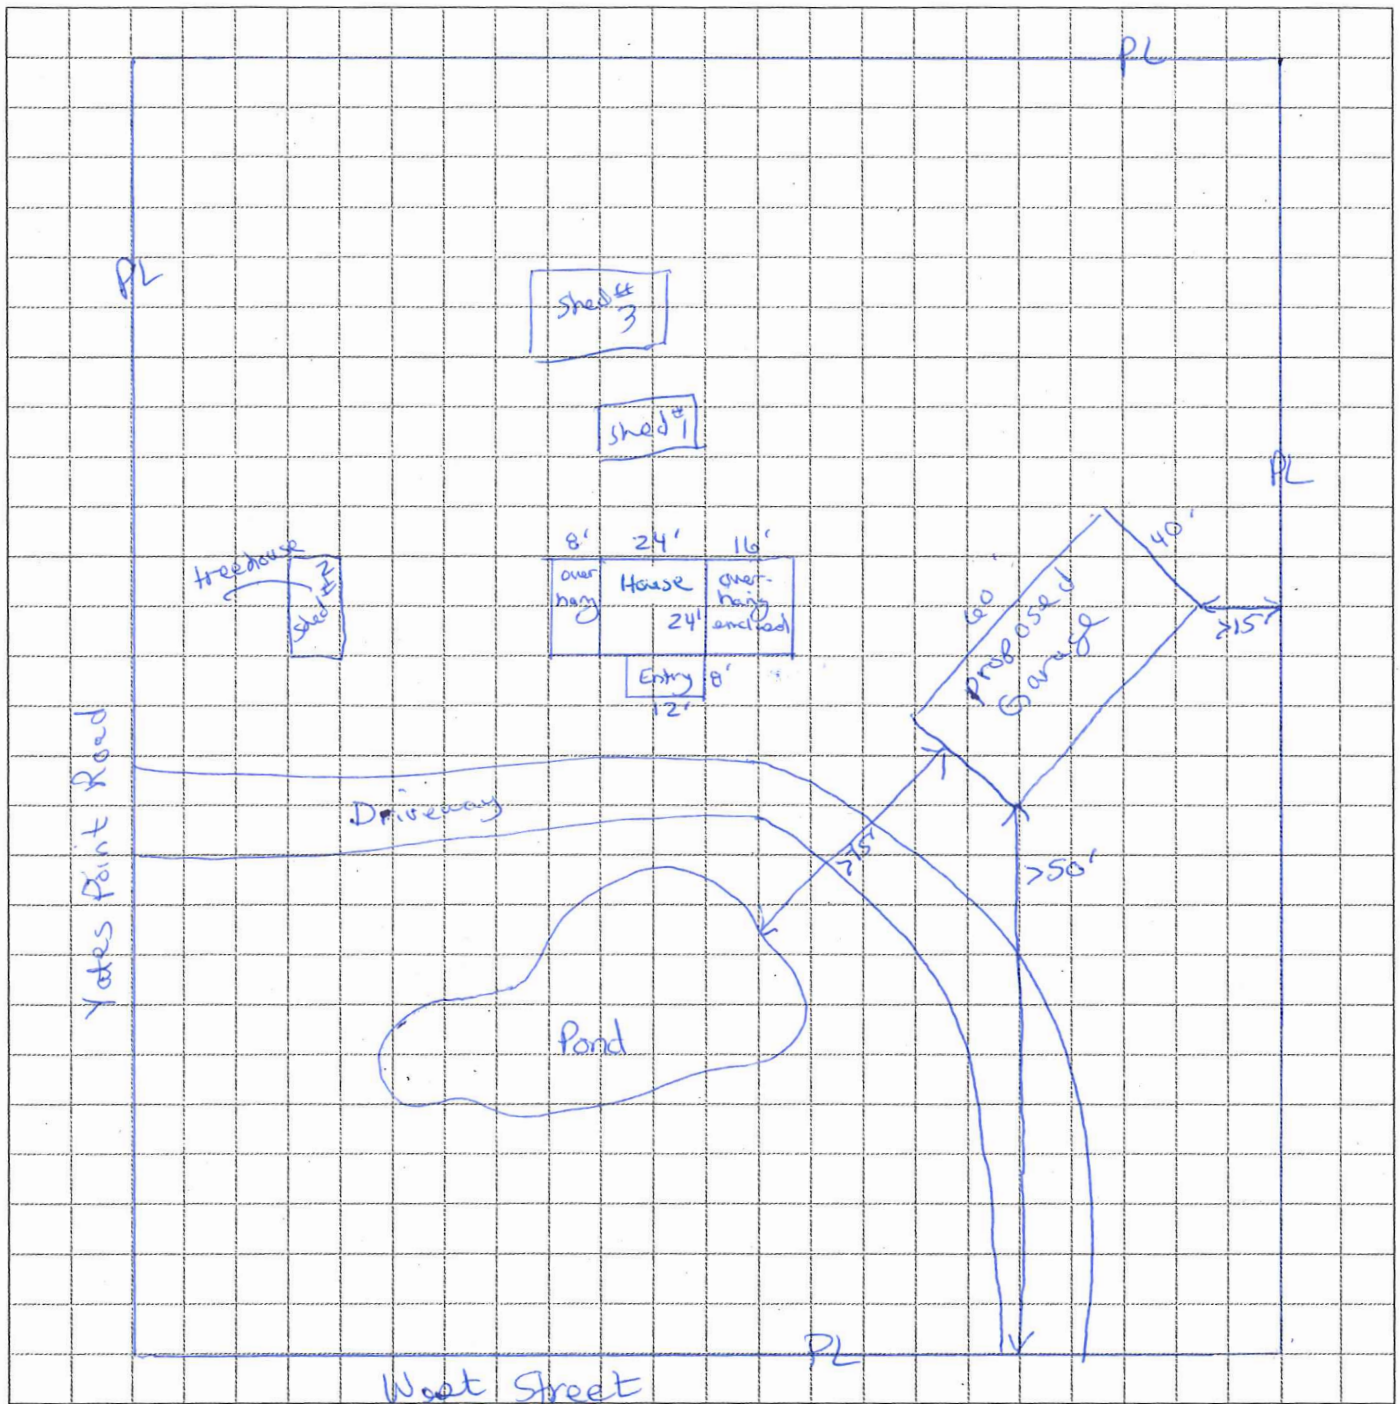 PL
PL
Shed #
3
shed #1
PL
treehouse
Shed #2
8'
24'
16'
over
hang
House
24'
over-
hang
enclosed
Entry
8'
12'
60'
40'
Proposed
Garage
>15'
Yates Point Road
Driveway
>50'
Pond
PL
West Street